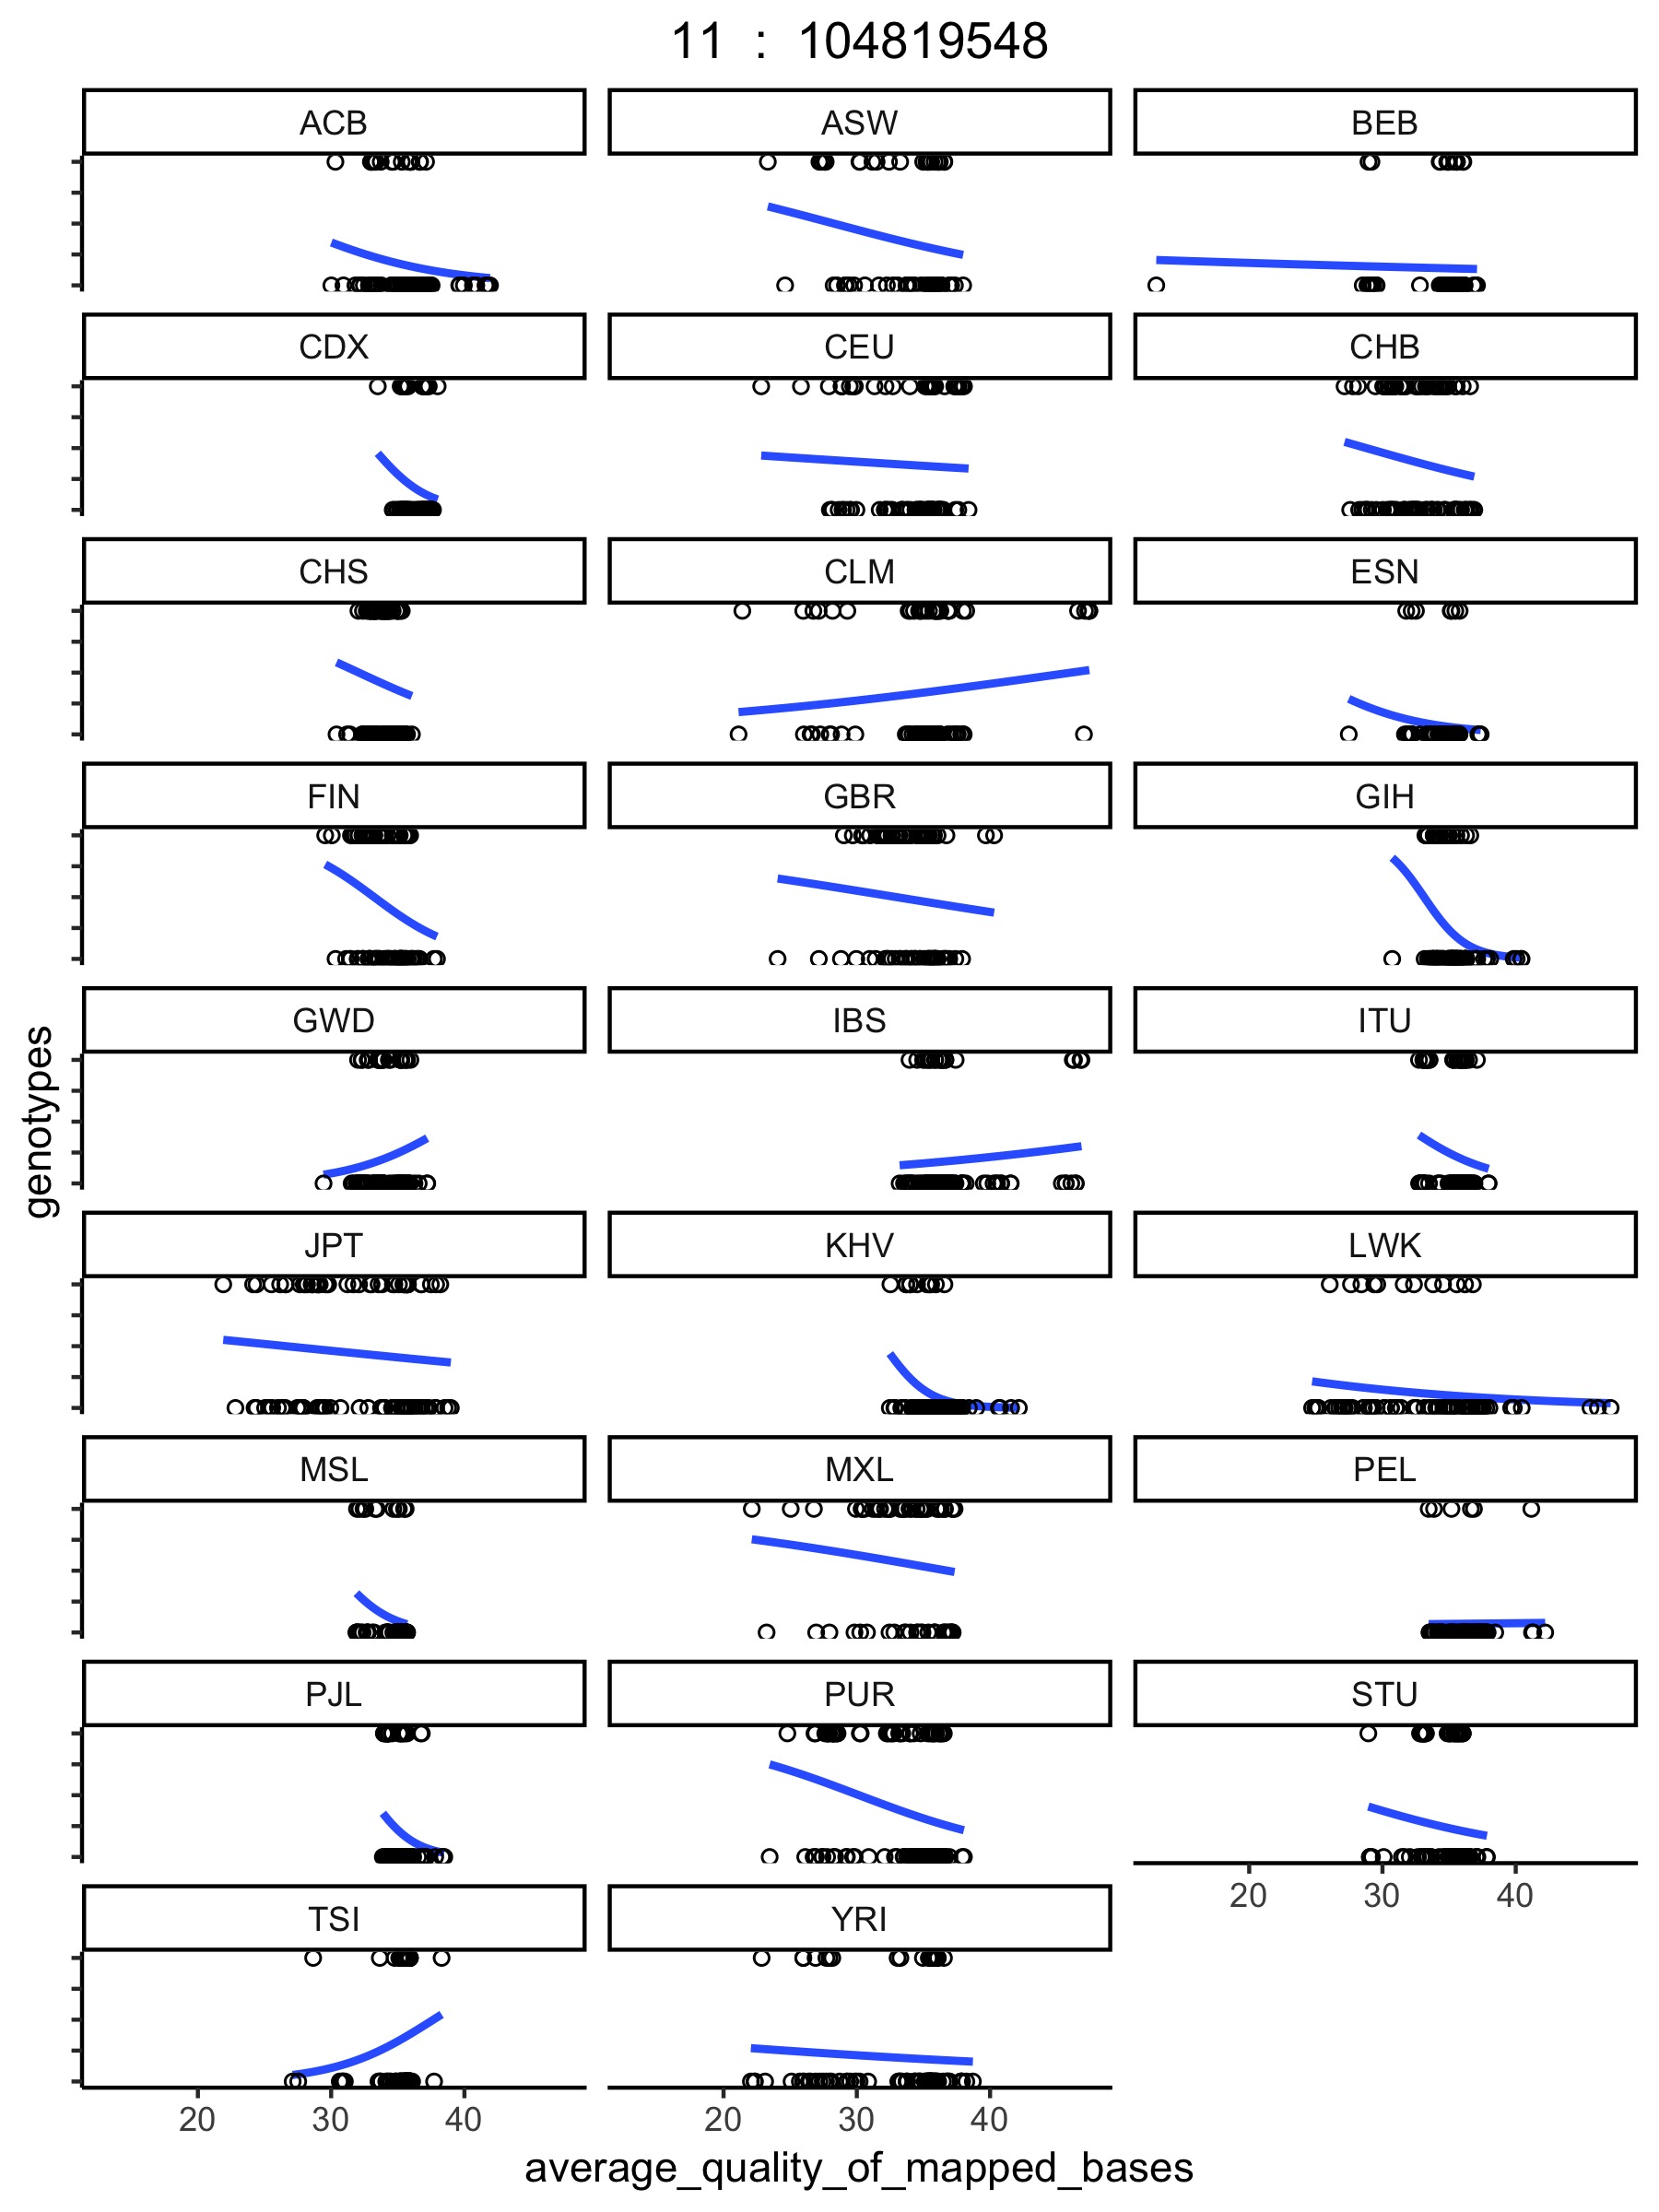 11 : 104819548
ACB ASW BEB
CDX CEU CHB
CHS CLM ESN
FIN GBR GIH
GWD IBS ITU
genotypes
JPT KHV LWK
MSL MXL PEL
PJL PUR STU
20 30 40
TSI YRI
20 30 40 20 30 40
average_quality_of_mapped_bases